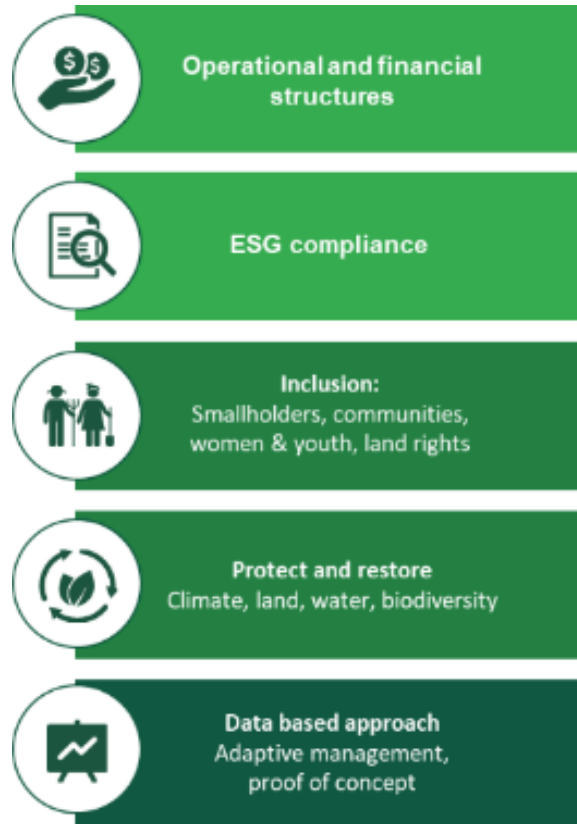 Operational and financial
structures
ESG compliance
Inclusion:
Smallholders, communities,
women & youth, land rights
Protect and restore
Climate, land, water, biodiversity
Data based approach
Adaptive management,
proof of concept